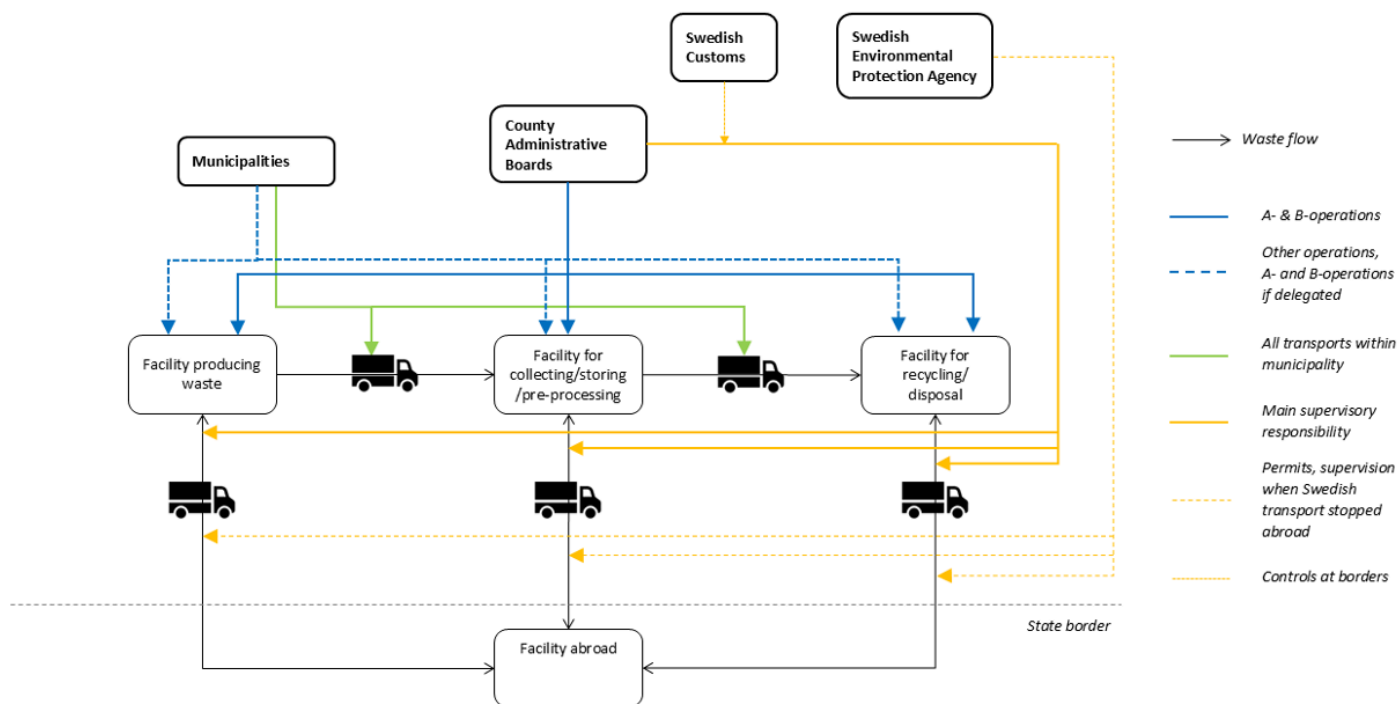 Swedish
Customs
Swedish
Environmental
Protection Agency
County
Administrative
Boards
Municipalities
Waste flow
A- & B-operations
Other operations,
A- and B-operations
if delegated
All transports within
municipality
Main supervisory
responsibility
Permits, supervision
when Swedish
transport stopped
abroad
Controls at borders
Facility producing
waste
Facility for
collecting/storing
/pre-processing
Facility for
recycling/
disposal
State border
Facility abroad